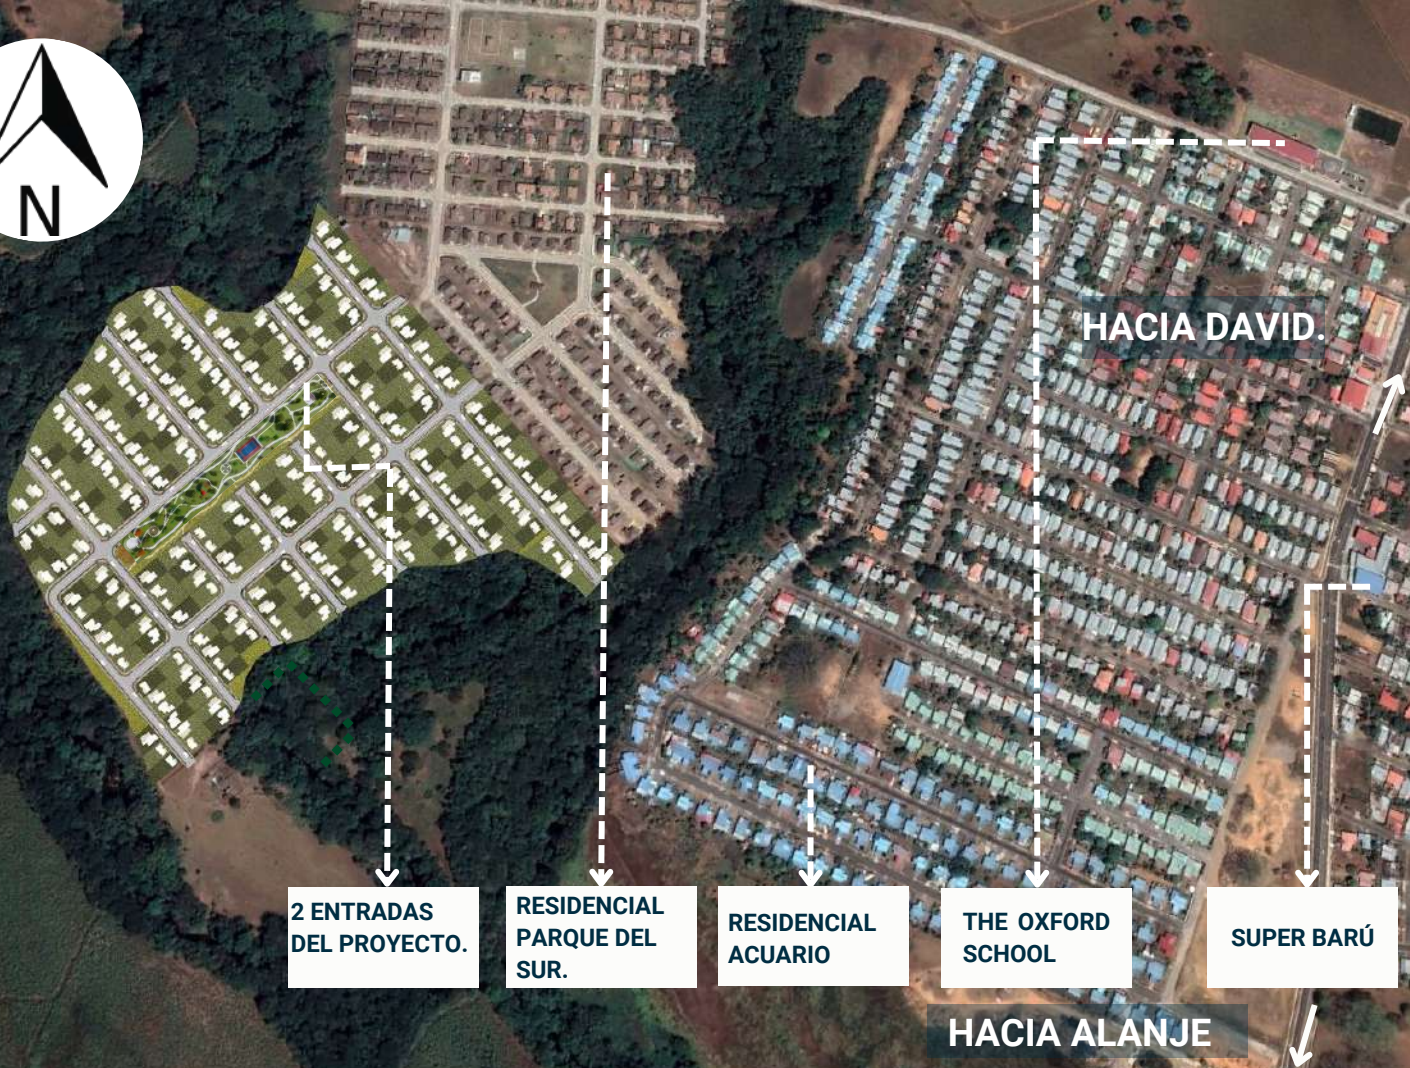 N
HACIA DAVID.
2 ENTRADAS
DEL PROYECTO.
RESIDENCIAL
PARQUE DEL
SUR.
RESIDENCIAL
ACUARIO
THE OXFORD
SCHOOL
SUPER BARÚ
HACIA ALANJE